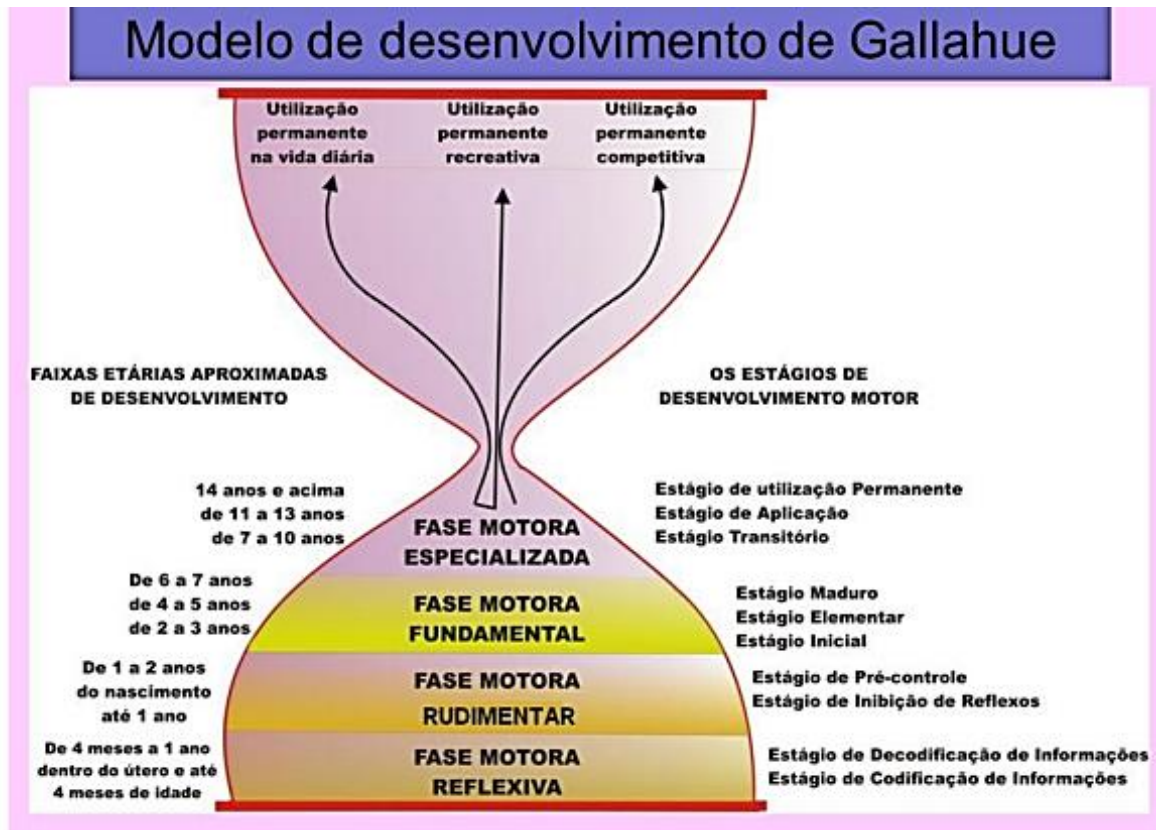 Modelo de desenvolvimento de Gallahue
Utilização
permanente
na vida diária
Utilização
permanente
recreativa
Utilização
permanente
competitiva
FAIXAS ETÁRIAS APROXIMADAS
DE DESENVOLVIMENTO
OS ESTÁGIOS DE
DESENVOLVIMENTO MOTOR
14 anos e acima
de 11 a 13 anos
de 7 a 10 anos
FASE MOTORA
ESPECIALIZADA
Estágio de utilização Permanente
Estágio de Aplicação
Estágio Transitório
De 6 a 7 anos
de 4 a 5 anos
de 2 a 3 anos
FASE MOTORA
FUNDAMENTAL
Estágio Maduro
Estágio Elementar
Estágio Inicial
De 1 a 2 anos
do nascimento
até 1 ano
FASE MOTORA
RUDIMENTAR
Estágio de Pré-controle
Estágio de Inibição de Reflexos
De 4 meses a 1 ano
dentro do útero e até
4 meses de idade
FASE MOTORA
REFLEXIVA
Estágio de Decodificação de Informações
Estágio de Codificação de Informações